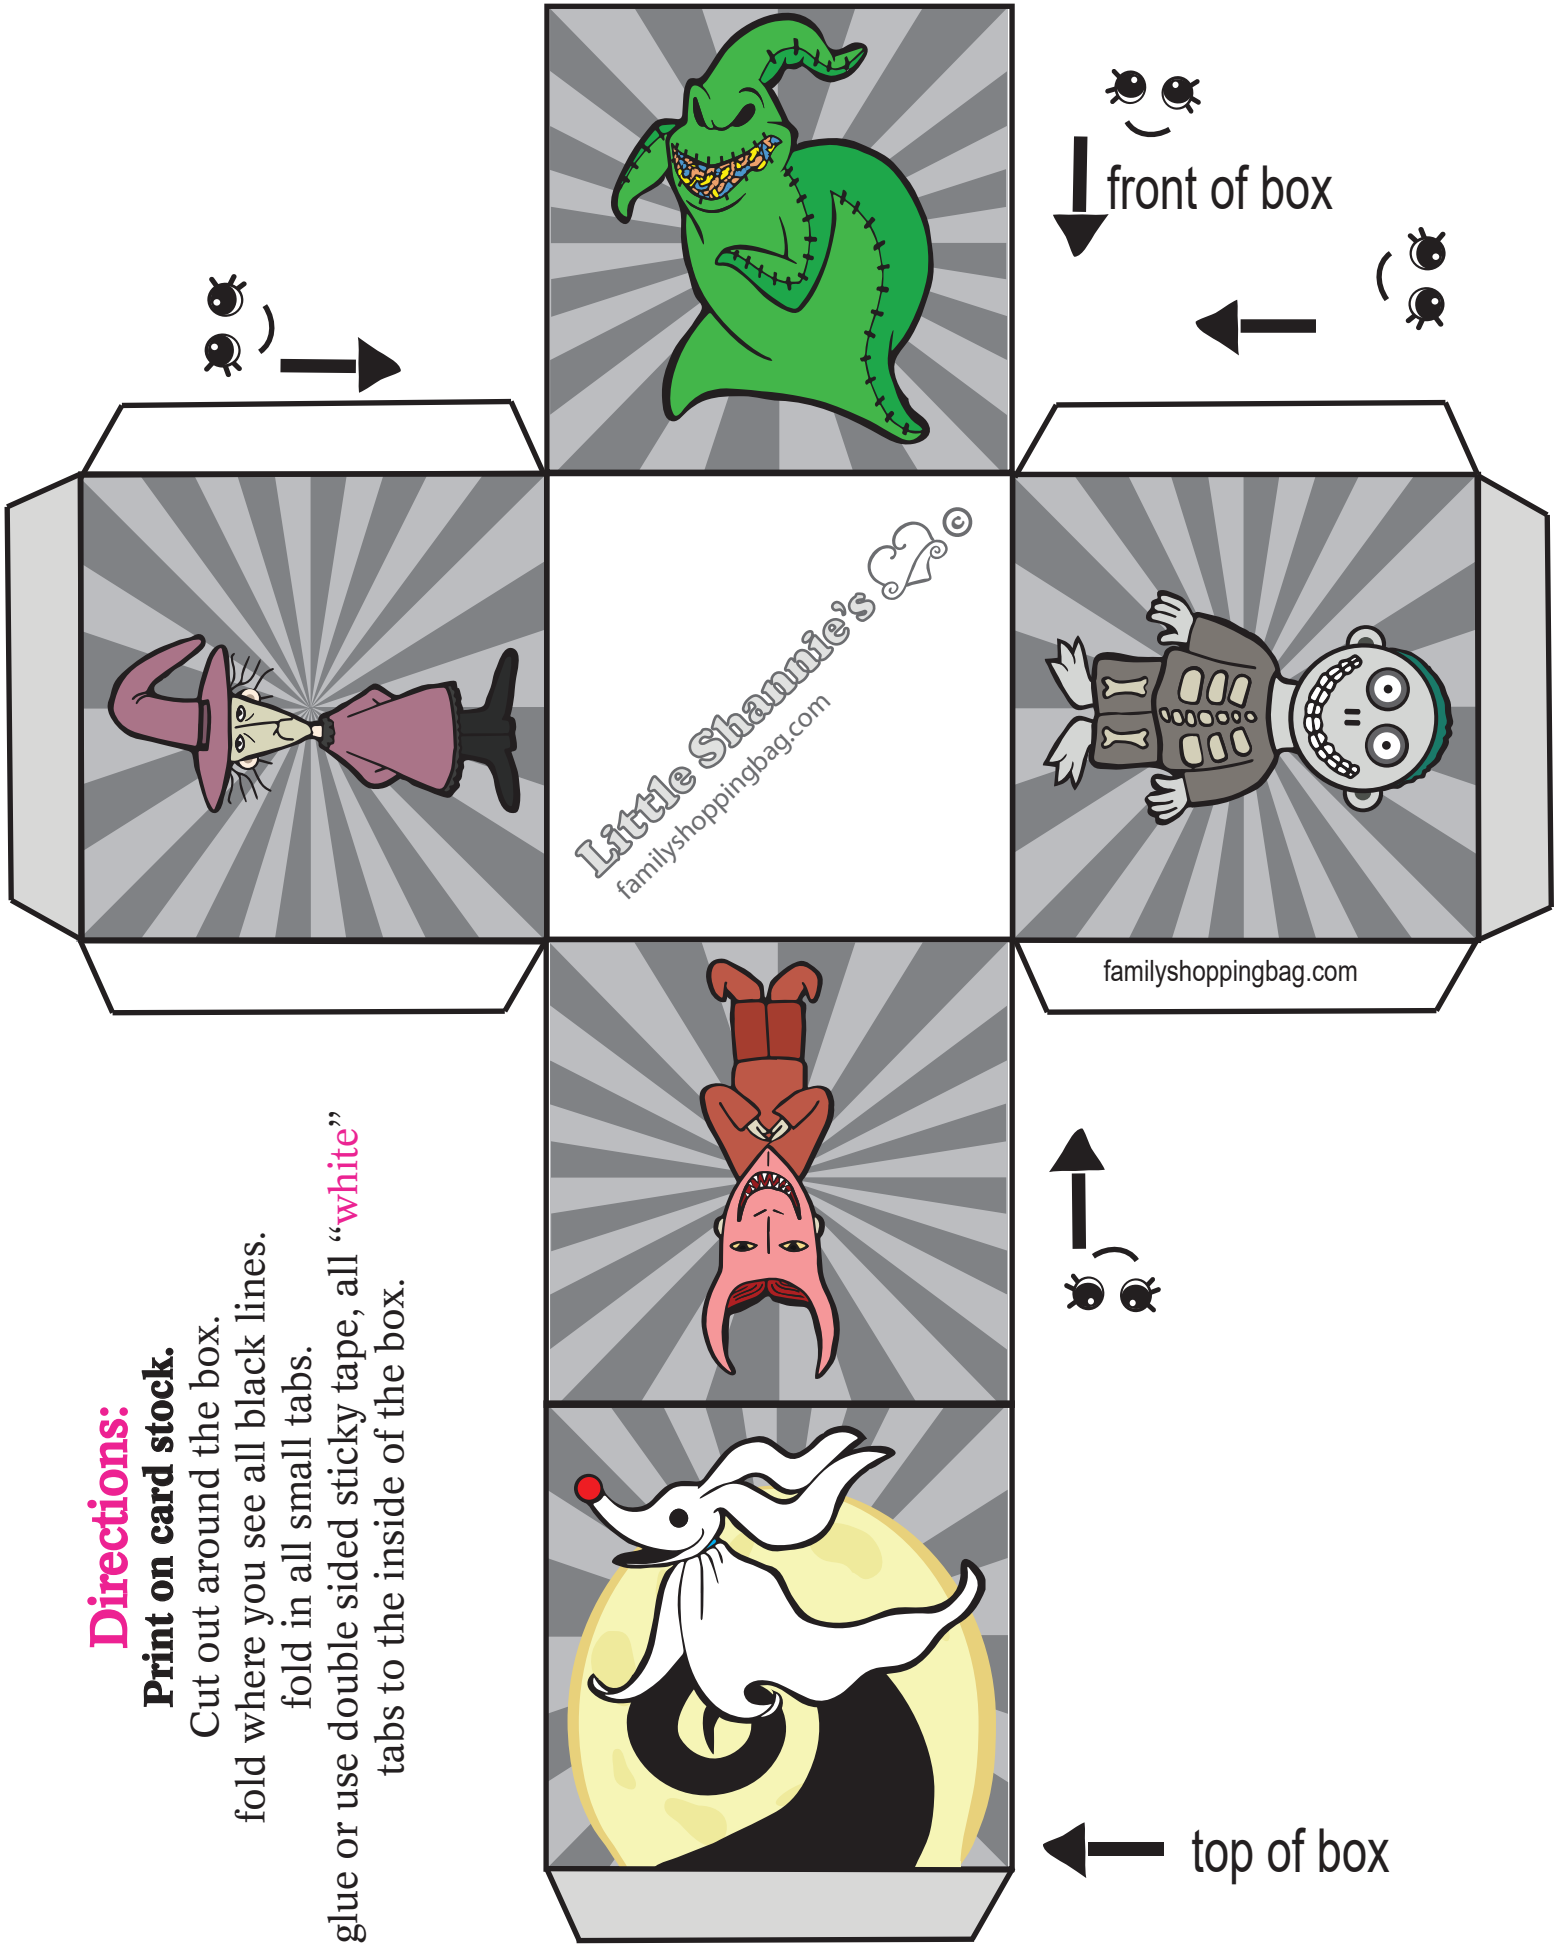 front of box
Little Shannie's ©
familyshoppingbag.com
familyshoppingbag.com
Directions:
Print on card stock.
Cut out around the box.
fold where you see all black lines.
fold in all small tabs.
glue or use double sided sticky tape, all “white”
tabs to the inside of the box.
top of box